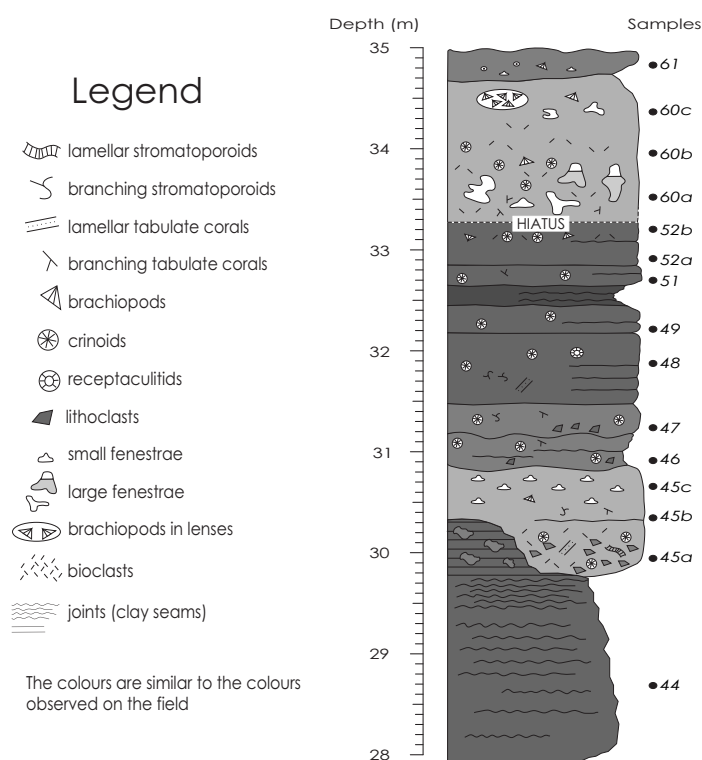 Depth (m)
Samples
Legend
lamellar stromatoporoids
branching stromatoporoids
lamellar tabulate corals
branching tabulate corals
brachiopods
crinoids
receptaculitids
lithoclasts
small fenestrae
large fenestrae
brachiopods in lenses
bioclasts
joints (clay seams)
The colours are similar to the colours
observed on the field
35
34
33
32
31
30
29
28
HIATUS
61
60c
60b
60a
52b
52a
51
49
48
47
46
45c
45b
45a
44